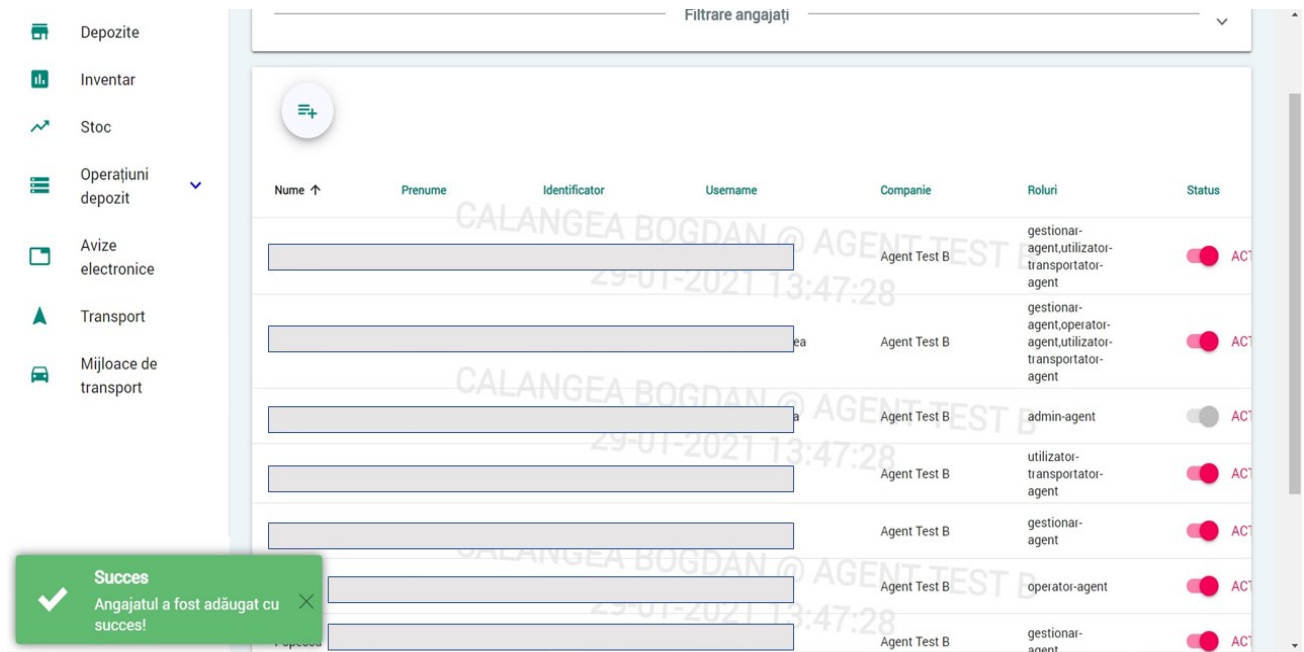 Filtrare angajați
Depozite
Inventar
Stoc
Operațiuni
depozit
Avize
electronice
Transport
Mijloace de
transport
Nume ↑ Prenume Identificator Username Companie Roluri Status
CALANGEA BOGDAN @ AGENT TEST B
29-01-2021 13:47:28
Agent Test B
gestionar-
agent,utilizator-
transportator-
agent
ACT
ea
Agent Test B
gestionar-
agent,operator-
agent,utilizator-
transportator-
agent
ACT
CALANGEA BOGDAN @ AGENT TEST B
29-01-2021 13:47:28
a
Agent Test B
admin-agent
ACT
Agent Test B
utilizator-
transportator-
agent
ACT
Agent Test B
gestionar-
agent
ACT
CALANGEA BOGDAN @ AGENT TEST B
29-01-2021 13:47:28
Agent Test B
operator-agent
ACT
Popescu
Agent Test B
gestionar-
agent
ACT
Succes
Angajatul a fost adăugat cu
succes!